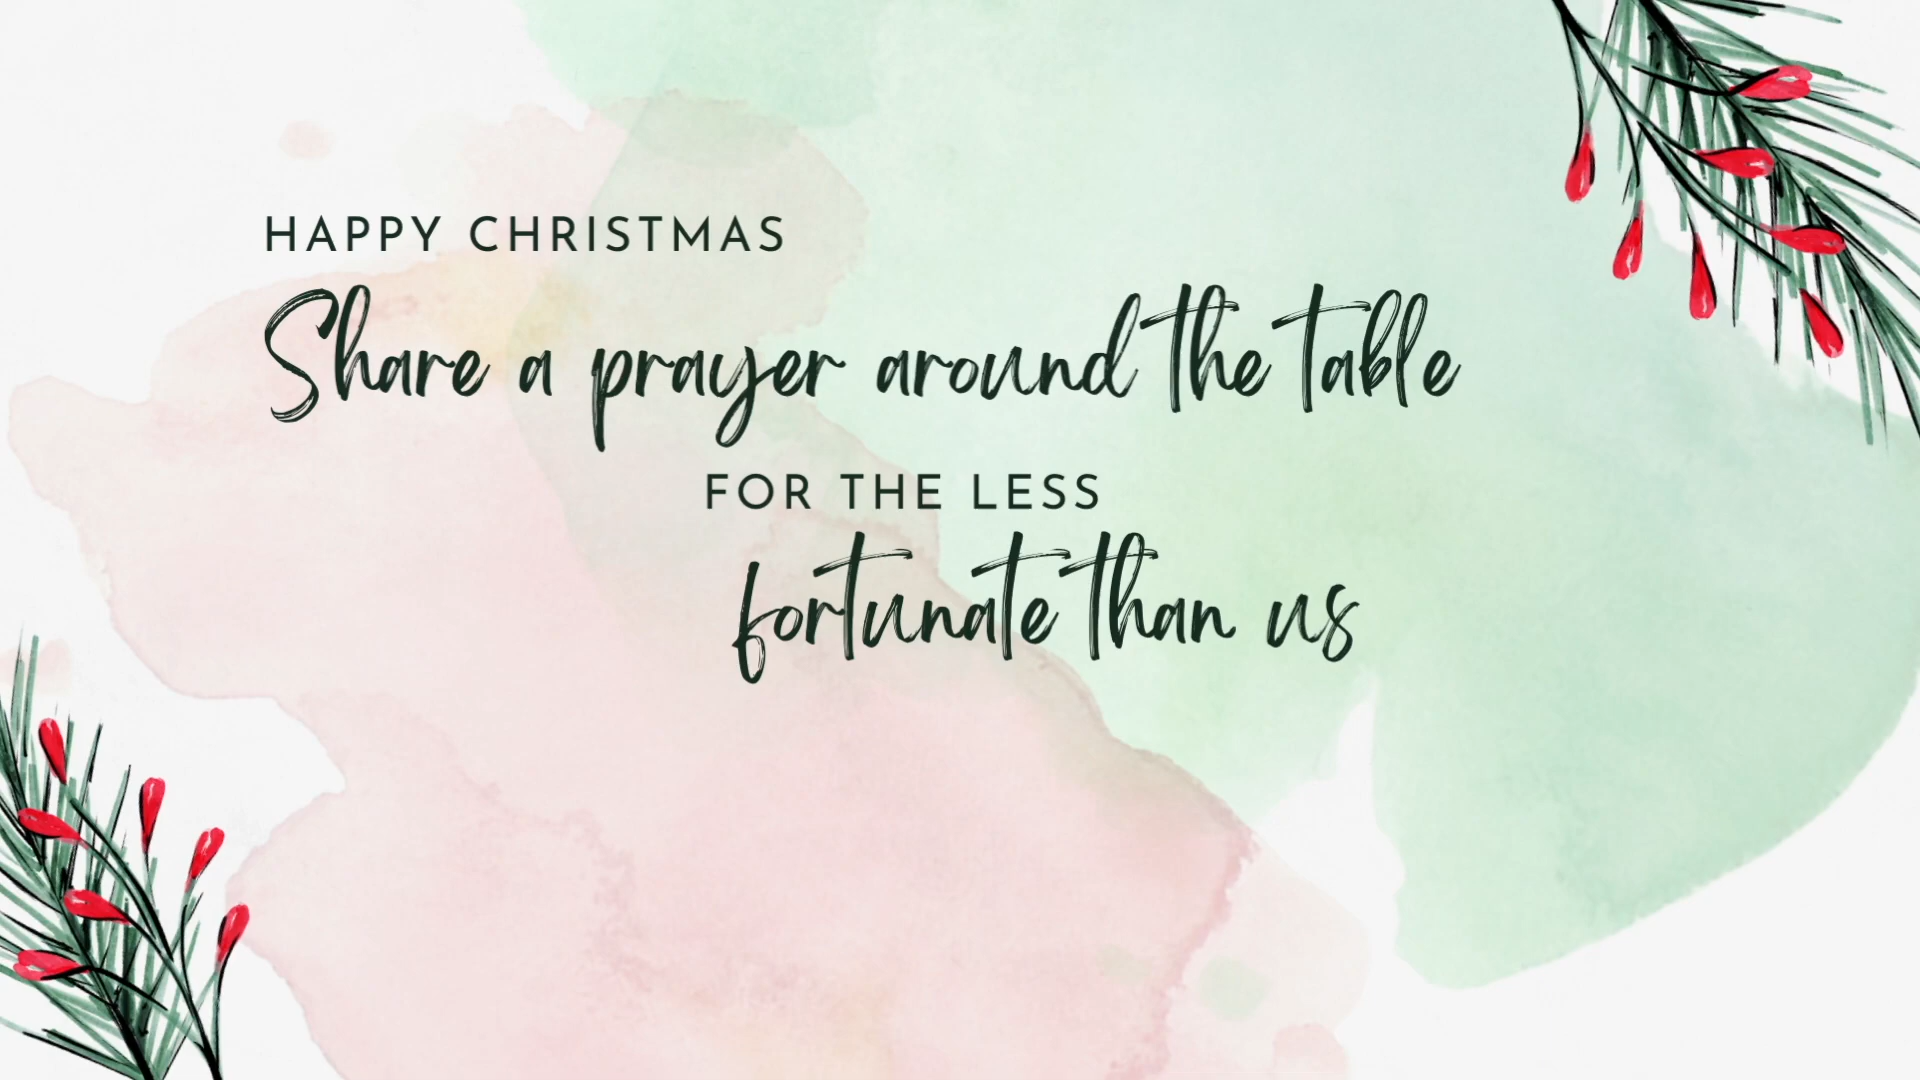 HAPPY CHRISTMAS
Share a prayer around the table
FOR THE LESS
fortunate than us